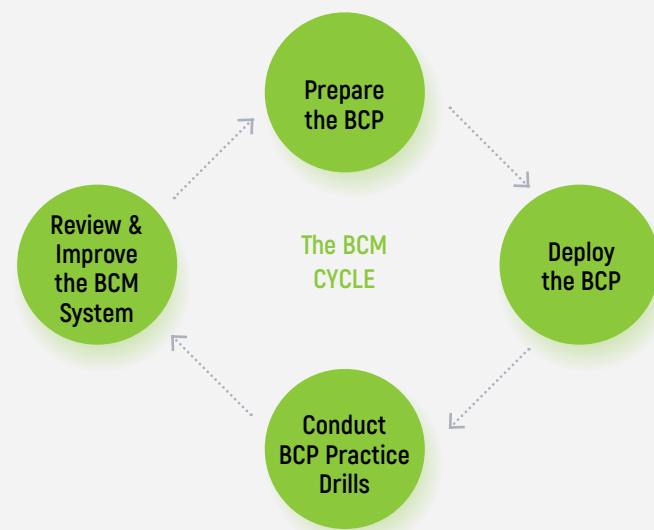 Prepare
the BCP
Review &
Improve
the BCM
System
The BCM
CYCLE
Deploy
the BCP
Conduct
BCP Practice
Drills